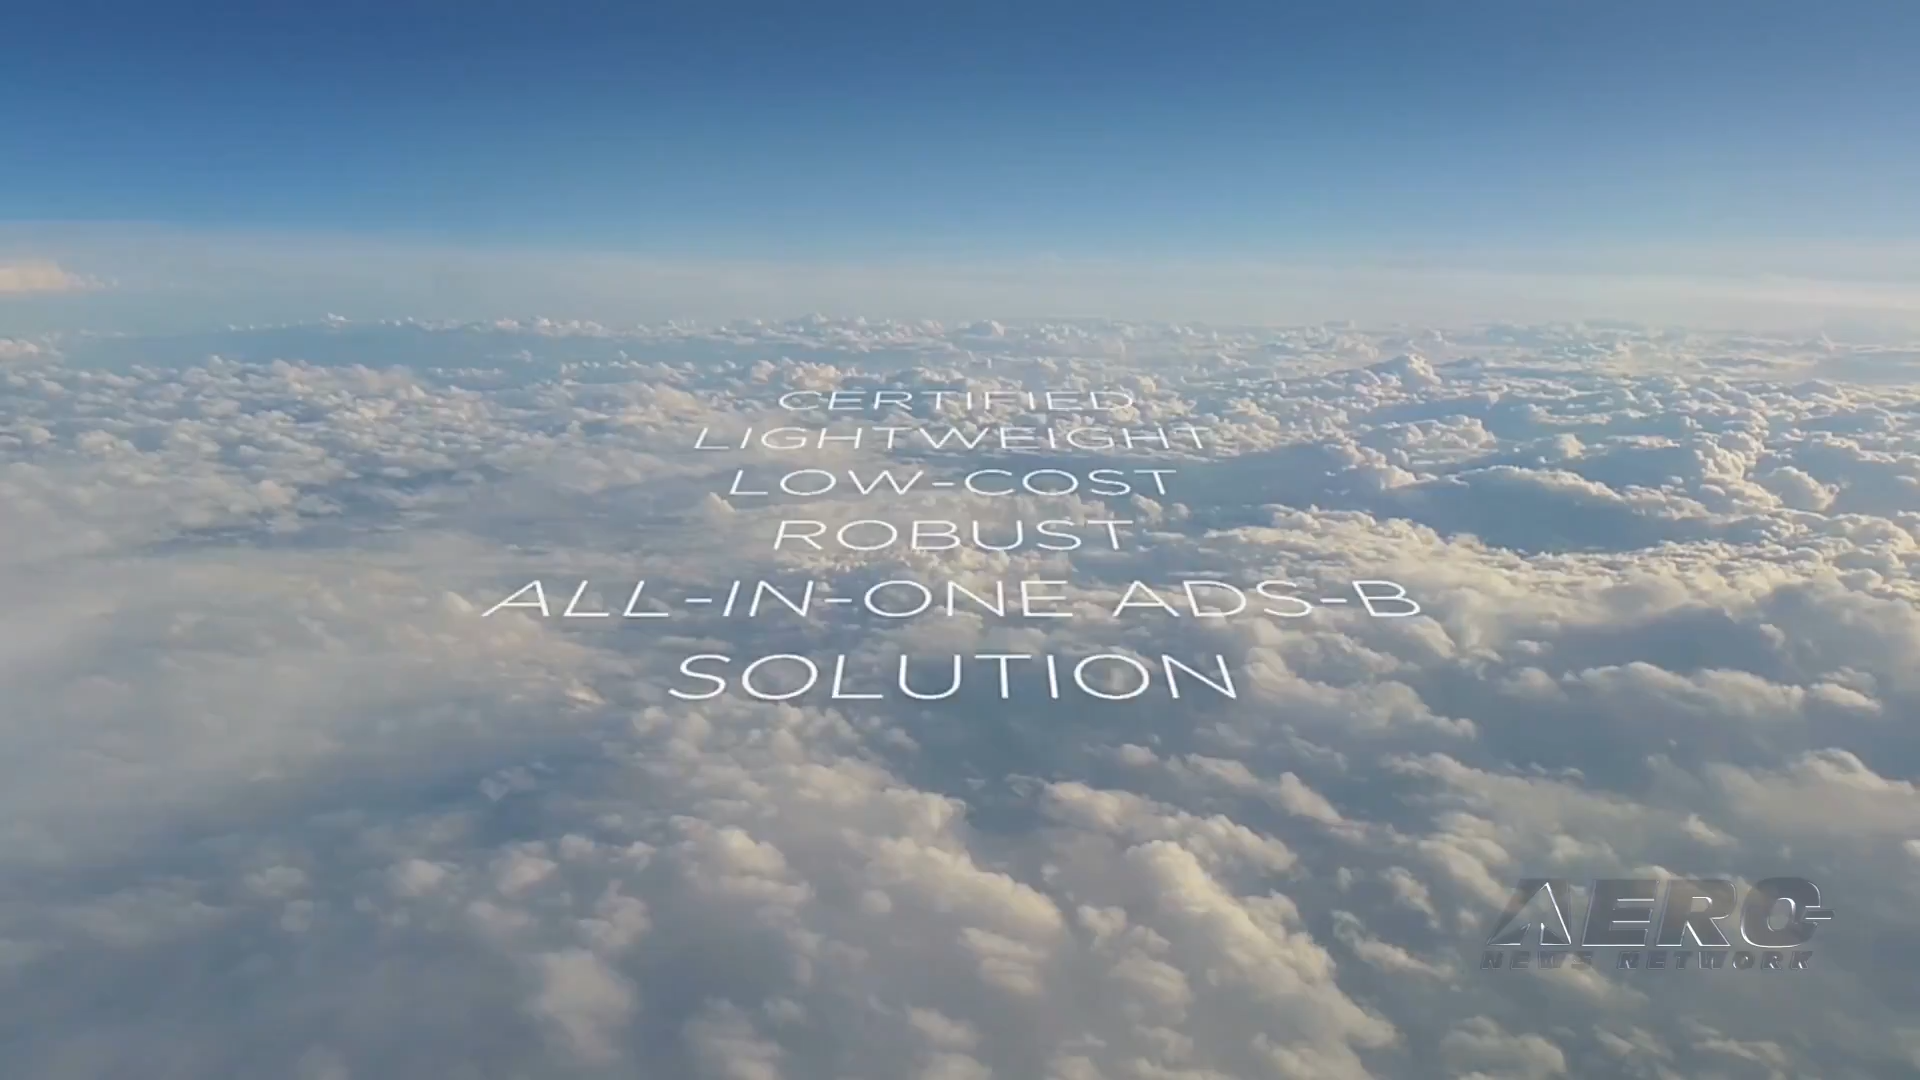 CERTIFIED
LIGHTWEIGHT
LOW-COST
ROBUST
ALL-IN-ONE ADS-B
SOLUTION
AERO
NEWS NETWORK